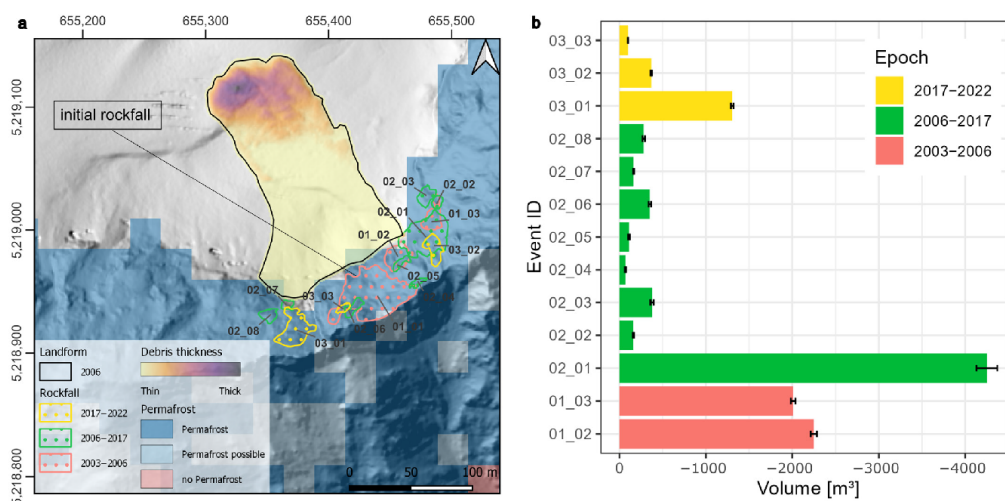 a
655,200
655,300
655,400
655,500
5,219,100
5,219,000
5,218,900
5,218,800
initial rockfall
02_03
02_02
02_01
01_03
01_02
03_02
02_05
02_07
03_03
02_08
03_01
Landform
2006
Rockfall
2017−2022
2006−2017
2003−2006
Debris thickness
Thin
Thick
Permafrost
Permafrost
Permafrost possible
no Permafrost
0
50
100 m
b
Event ID
03_03
03_02
03_01
02_08
02_07
02_06
02_05
02_04
02_03
02_02
02_01
01_03
01_02
Epoch
2017−2022
2006−2017
2003−2006
0
−1000
−2000
−3000
−4000
Volume [m³]